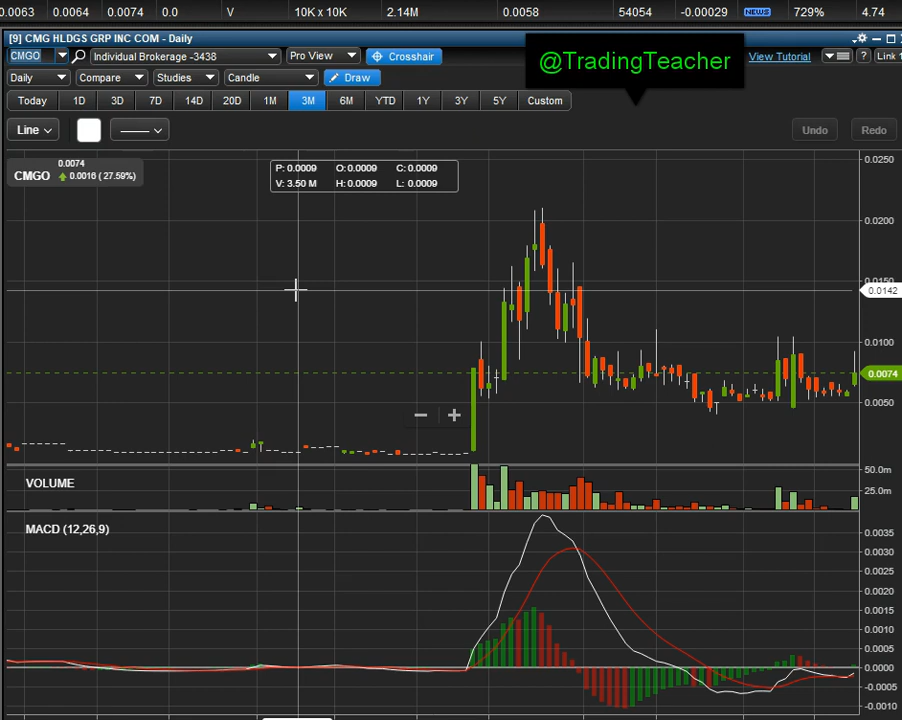 0.0063 0.0064 0.0074 0.0 V 10K x 10K 2.14M 0.0058 54054 -0.00029 NEWS 729% 4.74
[9] CMG HLDGS GRP INC COM - Daily
CMGO Individual Brokerage -3438 Pro View Crosshair View Tutorial ? Link 1
@TradingTeacher
Daily Compare Studies Candle Draw
Today 1D 3D 7D 14D 20D 1M 3M 6M YTD 1Y 3Y 5Y Custom
Line Undo Redo
CMGO 0.0074
0.0016 (27.59%)
P: 0.0009 O: 0.0009 C: 0.0009
V: 3.50 M H: 0.0009 L: 0.0009
0.0250
0.0200
0.0150
0.0142
0.0100
0.0074
0.0050
VOLUME
50.0m
25.0m
MACD (12,26,9)
0.0035
0.0030
0.0025
0.0020
0.0015
0.0010
0.0005
0.0000
-0.0005
-0.0010